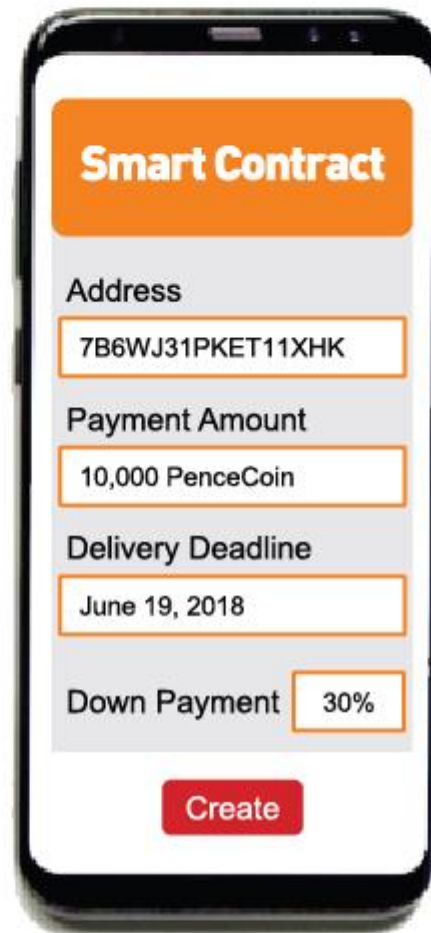 Smart Contract
Address
7B6WJ31PKET11XHK
Payment Amount
10,000 PenceCoin
Delivery Deadline
June 19, 2018
Down Payment 30%
Create